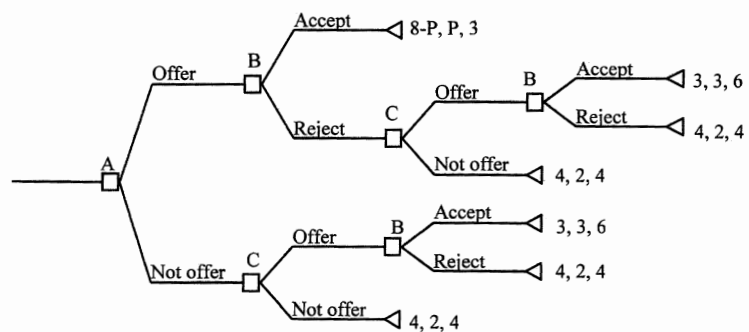 Accept
8-P, P, 3
B
Offer
Accept
3, 3, 6
B
Offer
C
Reject
Reject
4, 2, 4
A
Not offer
4, 2, 4
Accept
3, 3, 6
B
Offer
C
Not offer
Reject
4, 2, 4
Not offer
4, 2, 4